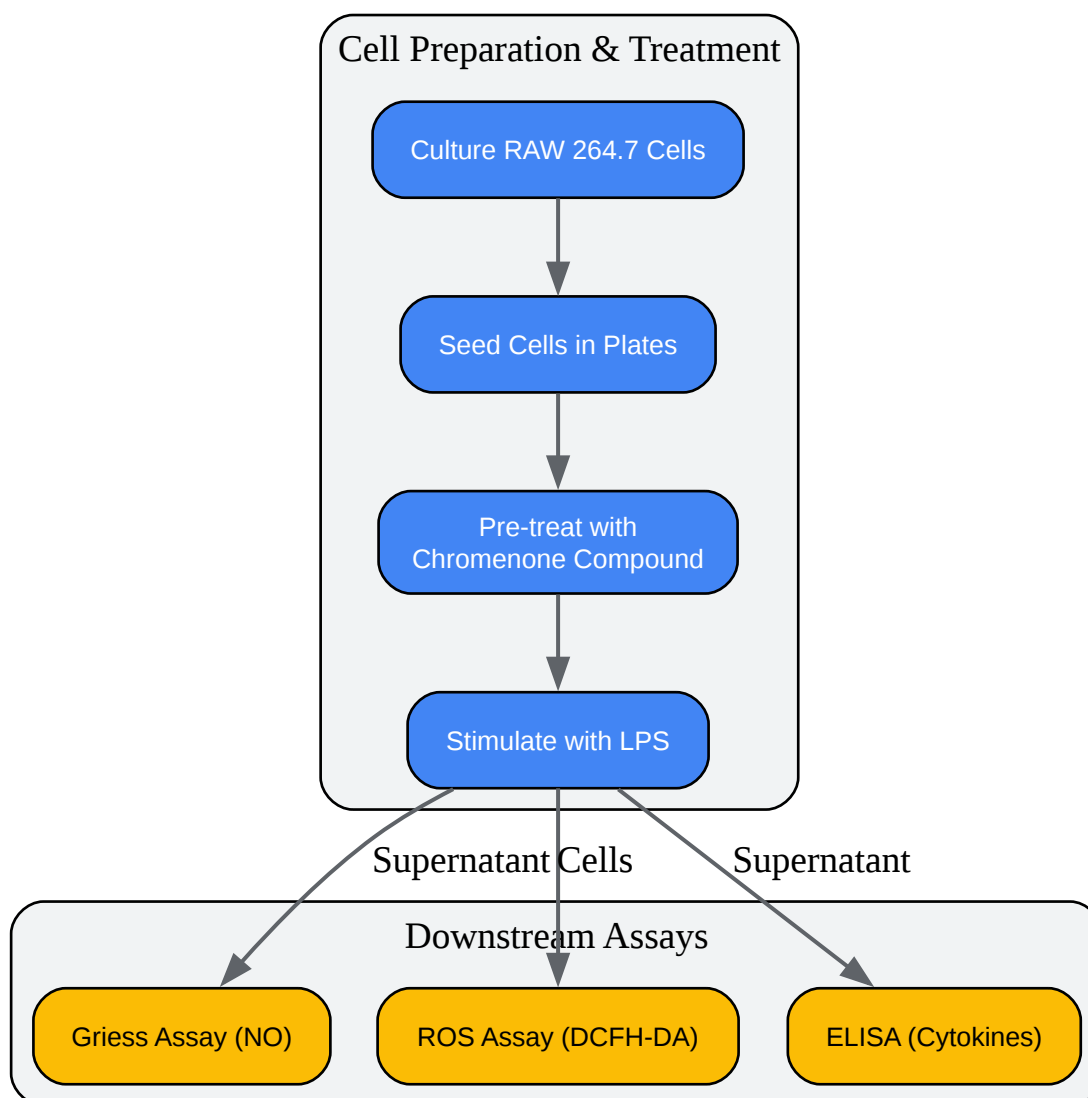 Cell Preparation & Treatment
Culture RAW 264.7 Cells
Seed Cells in Plates
Pre-treat with
Chromenone Compound
Stimulate with LPS
Supernatant
Cells
Supernatant
Downstream Assays
Griess Assay (NO)
ROS Assay (DCFH-DA)
ELISA (Cytokines)